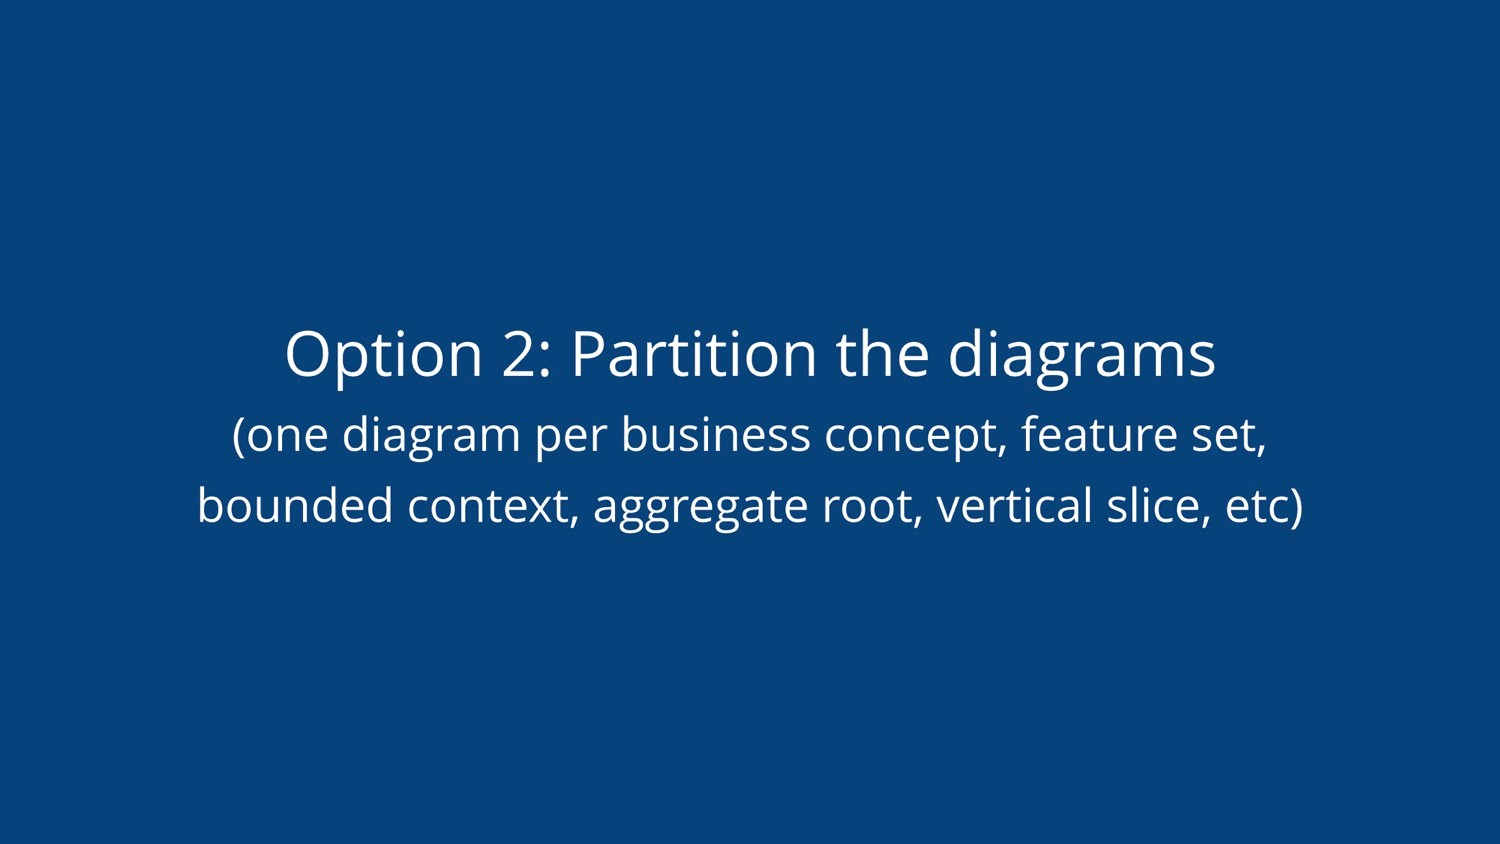 Option 2: Partition the diagrams
(one diagram per business concept, feature set,
bounded context, aggregate root, vertical slice, etc)